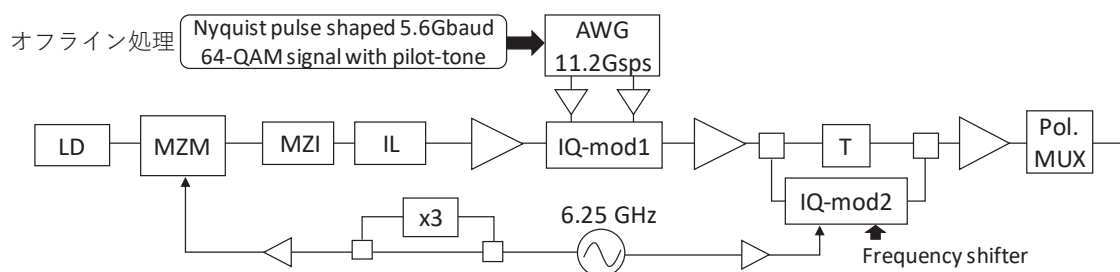 オフライン処理
Nyquist pulse shaped 5.6Gbaud
64-QAM signal with pilot-tone
AWG
11.2Gsps
LD
MZM
MZI
IL
IQ-mod1
T
Pol.
MUX
IQ-mod2
x3
6.25 GHz
Frequency shifter